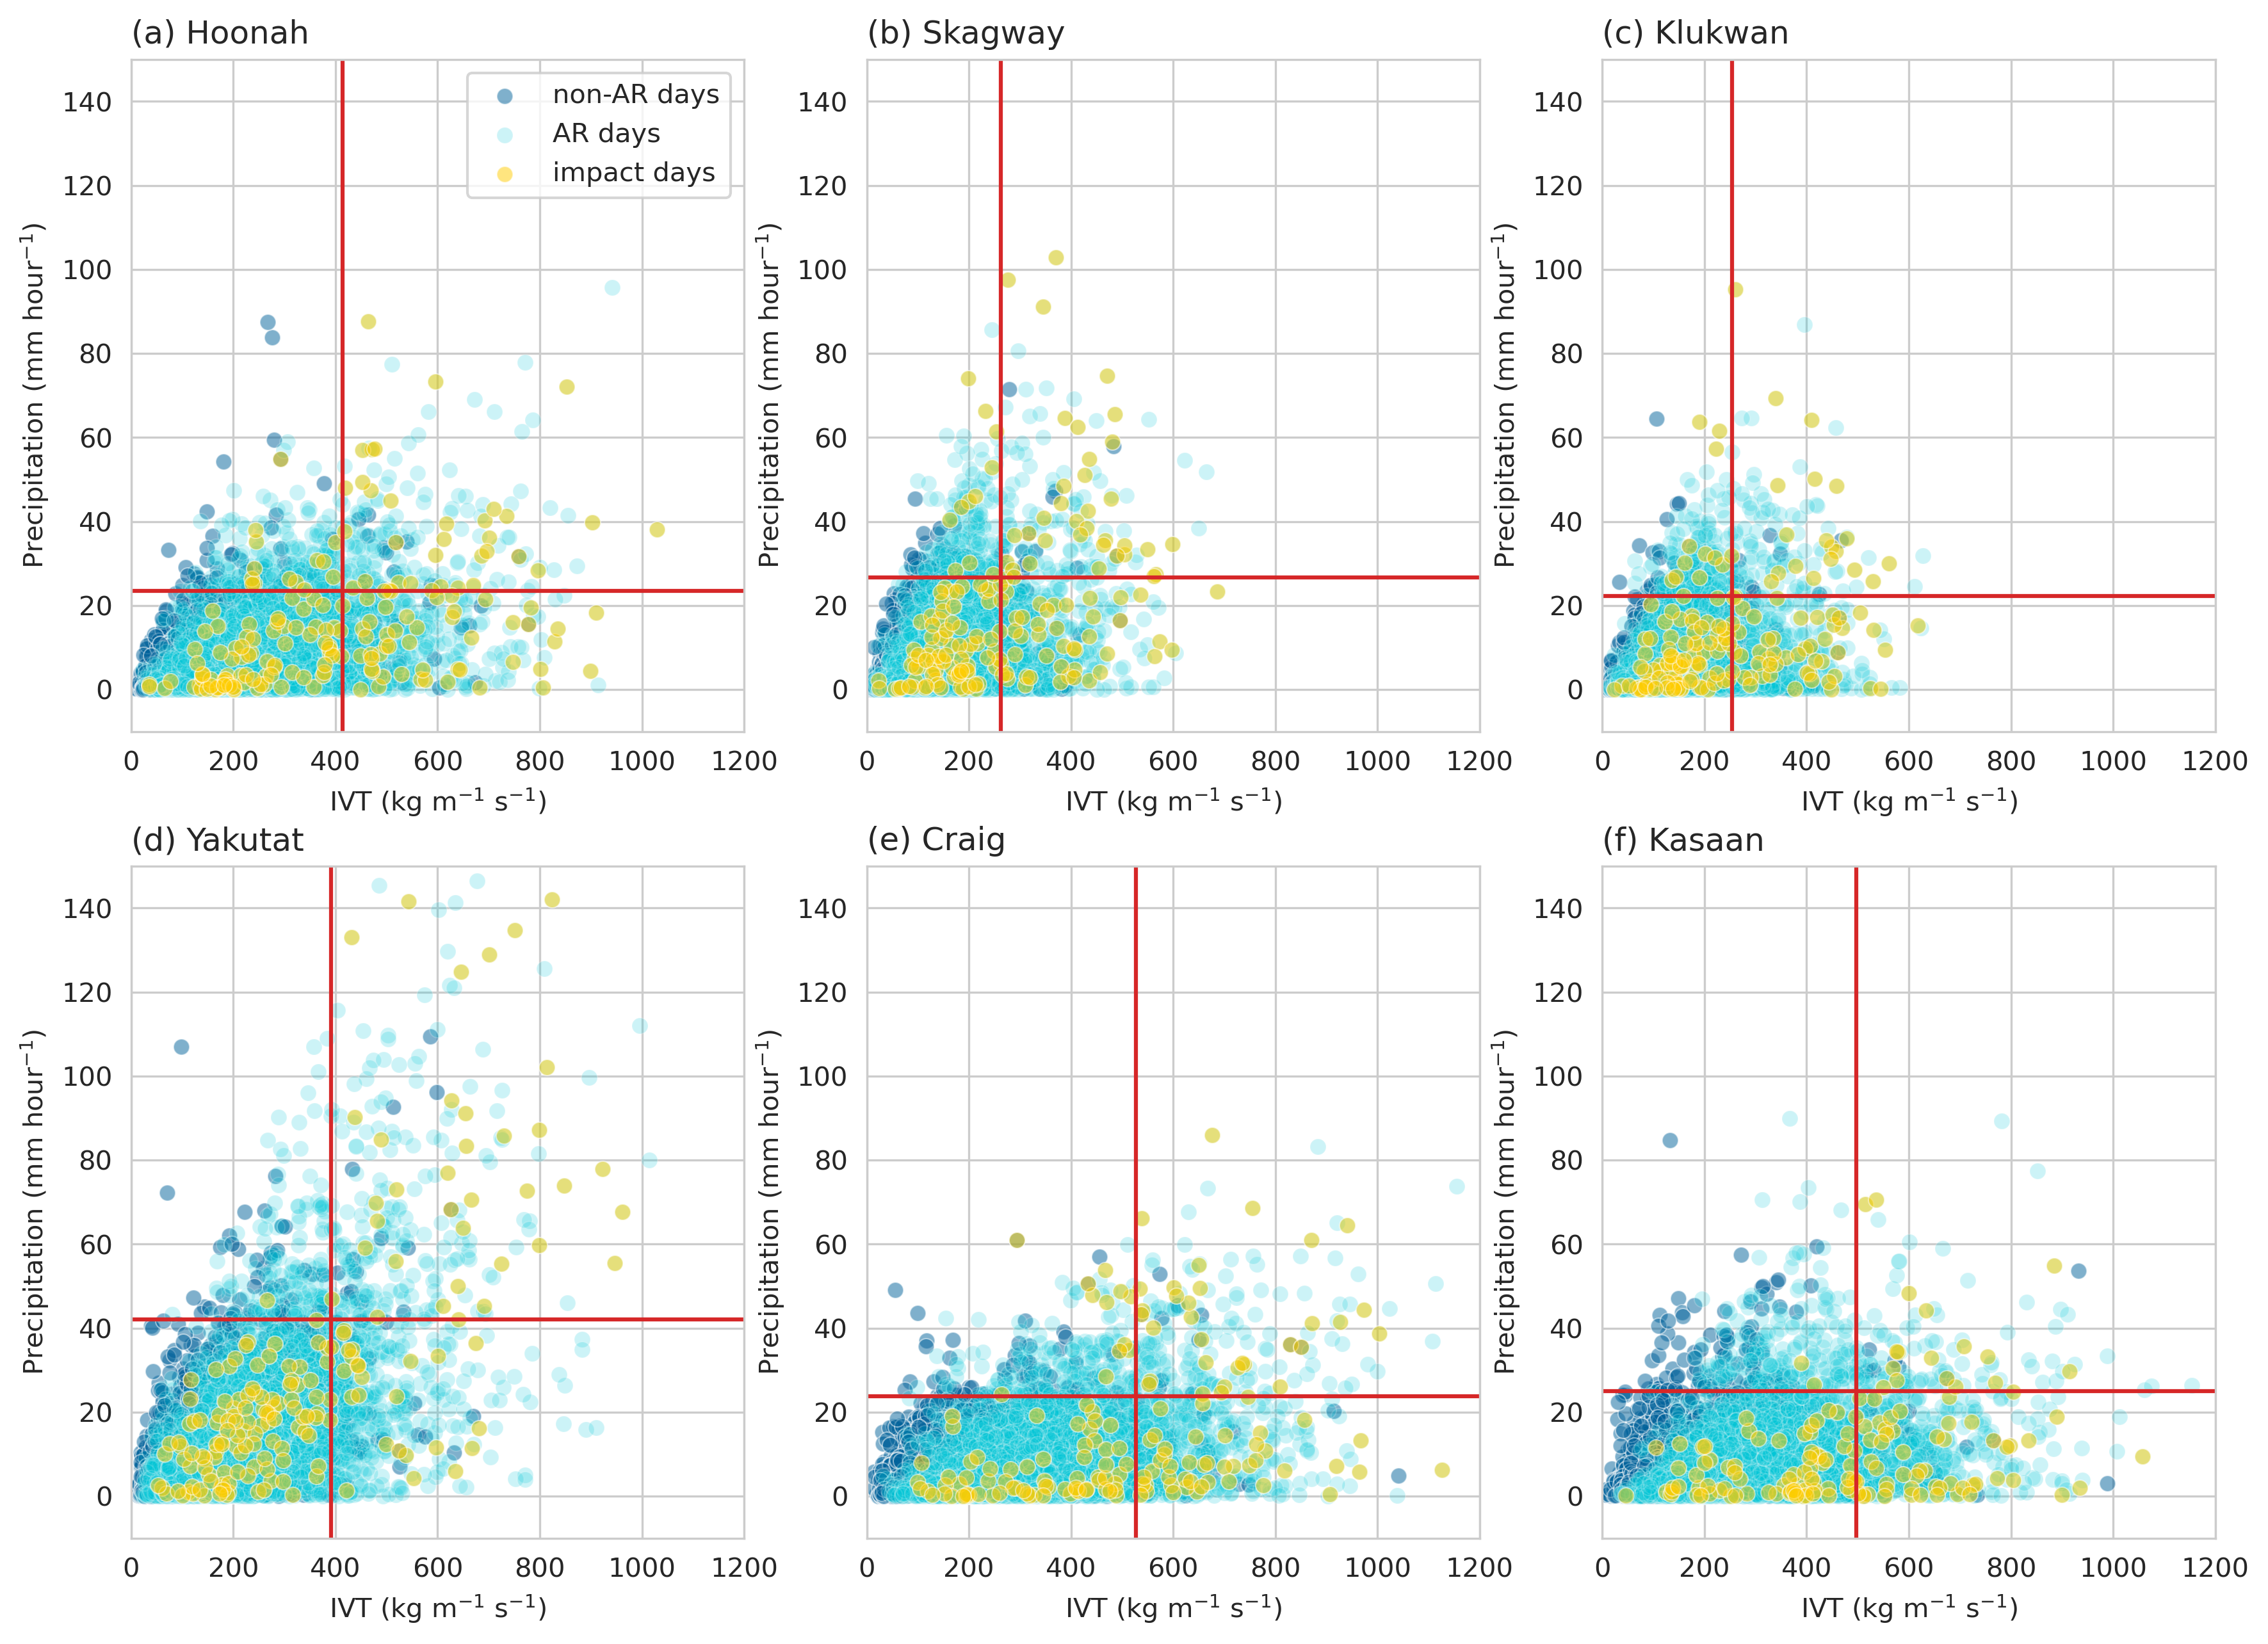 (a) Hoonah
(b) Skagway
(c) Klukwan
non-AR days
AR days
impact days
Precipitation (mm hour⁻¹)
140
120
100
80
60
40
20
0
0 200 400 600 800 1000 1200
IVT (kg m⁻¹ s⁻¹)
Precipitation (mm hour⁻¹)
140
120
100
80
60
40
20
0
0 200 400 600 800 1000 1200
IVT (kg m⁻¹ s⁻¹)
Precipitation (mm hour⁻¹)
140
120
100
80
60
40
20
0
0 200 400 600 800 1000 1200
IVT (kg m⁻¹ s⁻¹)
(d) Yakutat
(e) Craig
(f) Kasaan
Precipitation (mm hour⁻¹)
140
120
100
80
60
40
20
0
0 200 400 600 800 1000 1200
IVT (kg m⁻¹ s⁻¹)
Precipitation (mm hour⁻¹)
140
120
100
80
60
40
20
0
0 200 400 600 800 1000 1200
IVT (kg m⁻¹ s⁻¹)
Precipitation (mm hour⁻¹)
140
120
100
80
60
40
20
0
0 200 400 600 800 1000 1200
IVT (kg m⁻¹ s⁻¹)